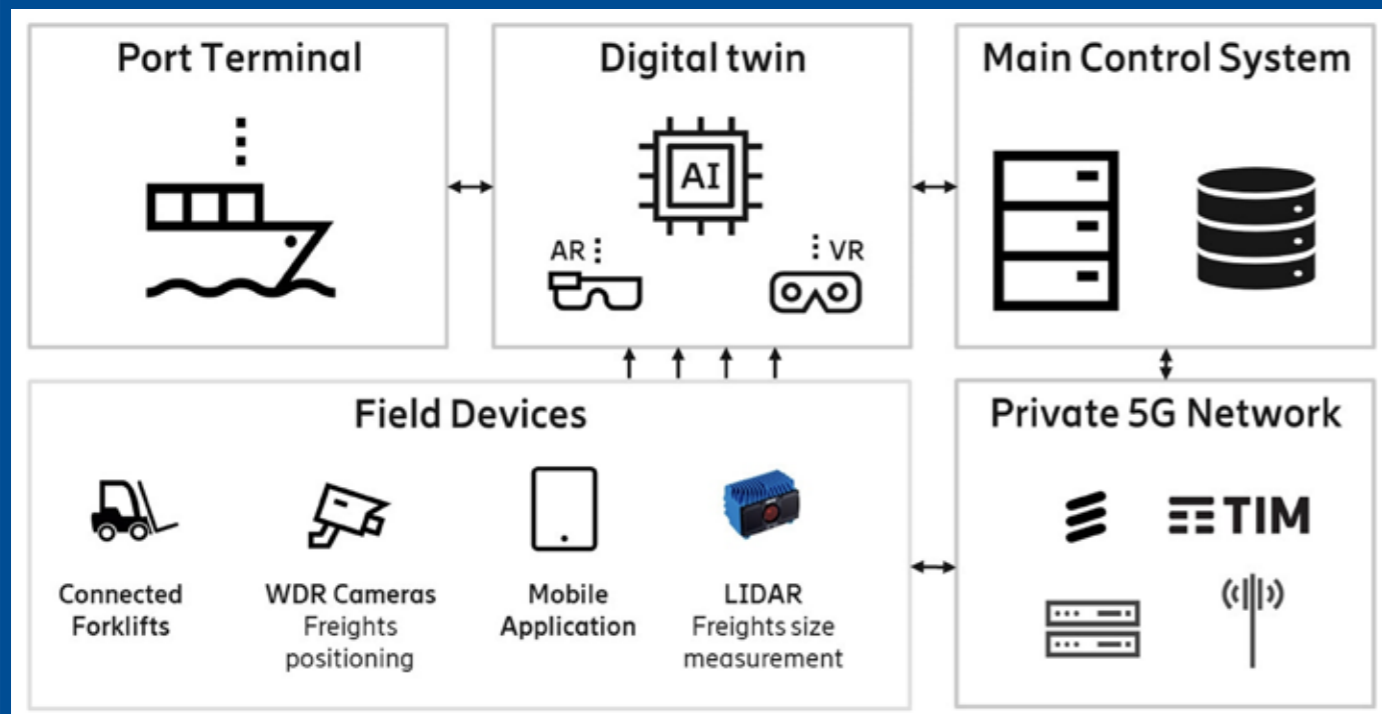 Port Terminal
Digital twin
AI
AR
VR
Main Control System
Field Devices
Connected
Forklifts
WDR Cameras
Freights
positioning
Mobile
Application
LIDAR
Freights size
measurement
Private 5G Network
TIM